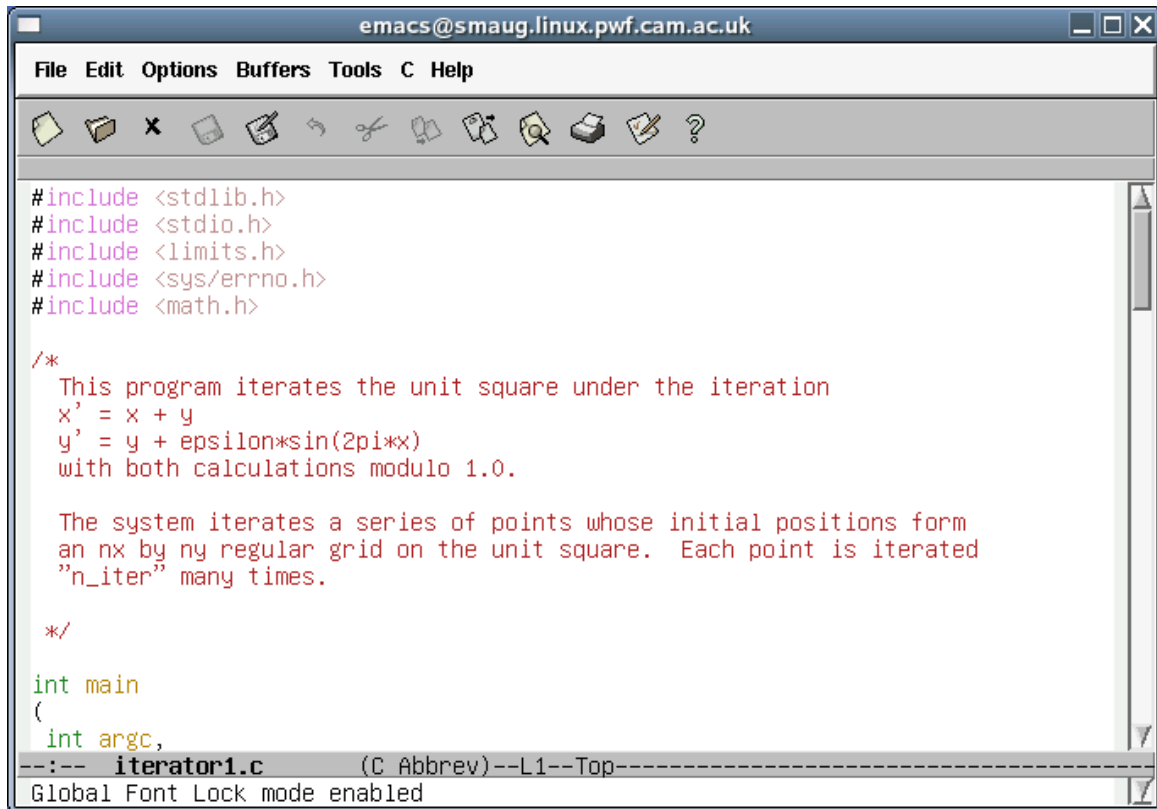 emacs@smaug.linux.pwf.cam.ac.uk
File Edit Options Buffers Tools C Help
#include <stdlib.h>
#include <stdio.h>
#include <limits.h>
#include <sys/errno.h>
#include <math.h>
/*
This program iterates the unit square under the iteration
x' = x + y
y' = y + epsilon*sin(2pi*x)
with both calculations modulo 1.0.
The system iterates a series of points whose initial positions form
an nx by ny regular grid on the unit square.  Each point is iterated
"n_iter" many times.
*/
int main
(
int argc,
--:--  iterator1.c      (C Abbrev)--L1--Top---------------------------------------
Global Font Lock mode enabled